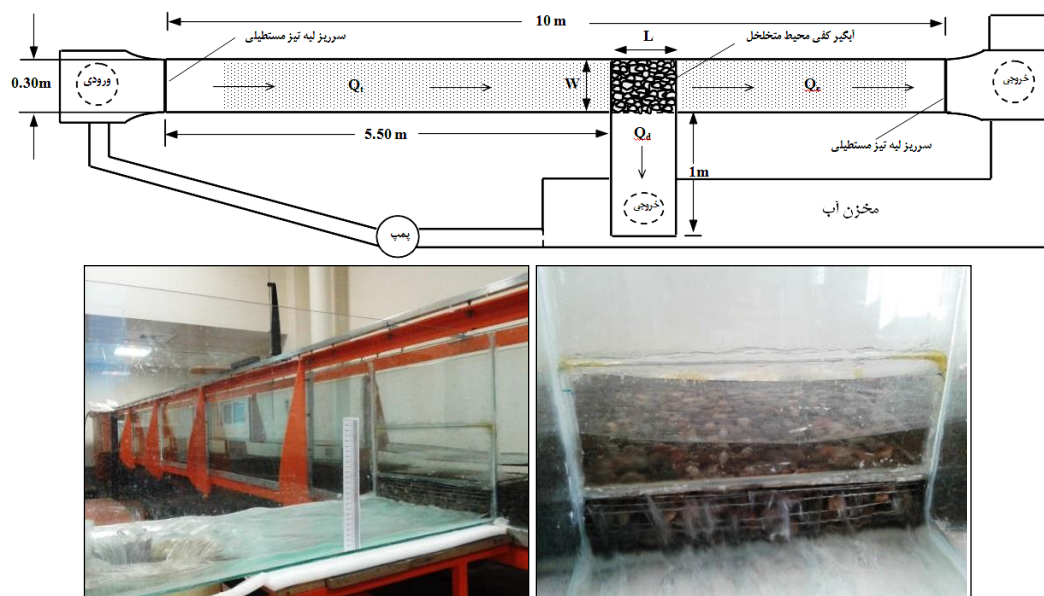 10 m
سرریز لبه تیز مستطیلی
L
آبگیر کفی محیط متخلخل
0.30m
ورودی
Qt
W
Qe
خروجی
5.50 m
Qd
سرریز لبه تیز مستطیلی
1m
خروجی
مخزن آب
پمپ